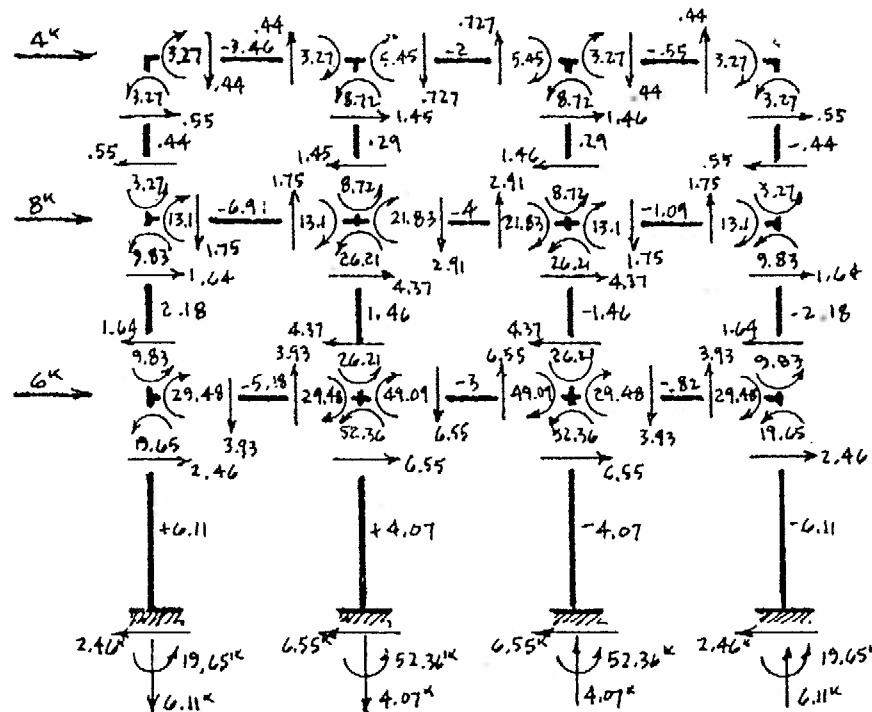 .44 .727 .44
4ᴷ 3.27 -3.46 3.27 5.45 -2 5.45 3.27 -.55 3.27
.44 .727 .44
3.27 8.72 8.72 3.27
.55 1.45 1.46 .55
.44 .29 .29 -.44
.55 1.45 1.46 .55
3.27 1.75 8.72 2.91 8.72 1.75 3.27
8ᴷ 13.1 -6.91 13.1 21.83 -4 21.83 13.1 -1.09 13.1
1.75 2.91 1.75
9.83 26.21 26.21 9.83
1.64 4.37 4.37 1.64
2.18 1.46 -1.46 -2.18
1.64 4.37 4.37 1.64
9.83 3.93 26.21 6.55 26.21 3.93 9.83
6ᴷ 29.48 -5.18 29.48 49.09 -3 49.09 29.48 -.82 29.48
3.93 6.55 3.93
19.65 52.36 52.36 19.65
2.46 6.55 6.55 2.46
+6.11 +4.07 -4.07 -6.11
2.46ᴷ 6.55ᴷ 6.55ᴷ 2.46ᴷ
19.65'ᴷ 52.36'ᴷ 52.36ᴷ 19.65ᴷ
6.11ᴷ 4.07ᴷ 4.07ᴷ 6.11ᴷ